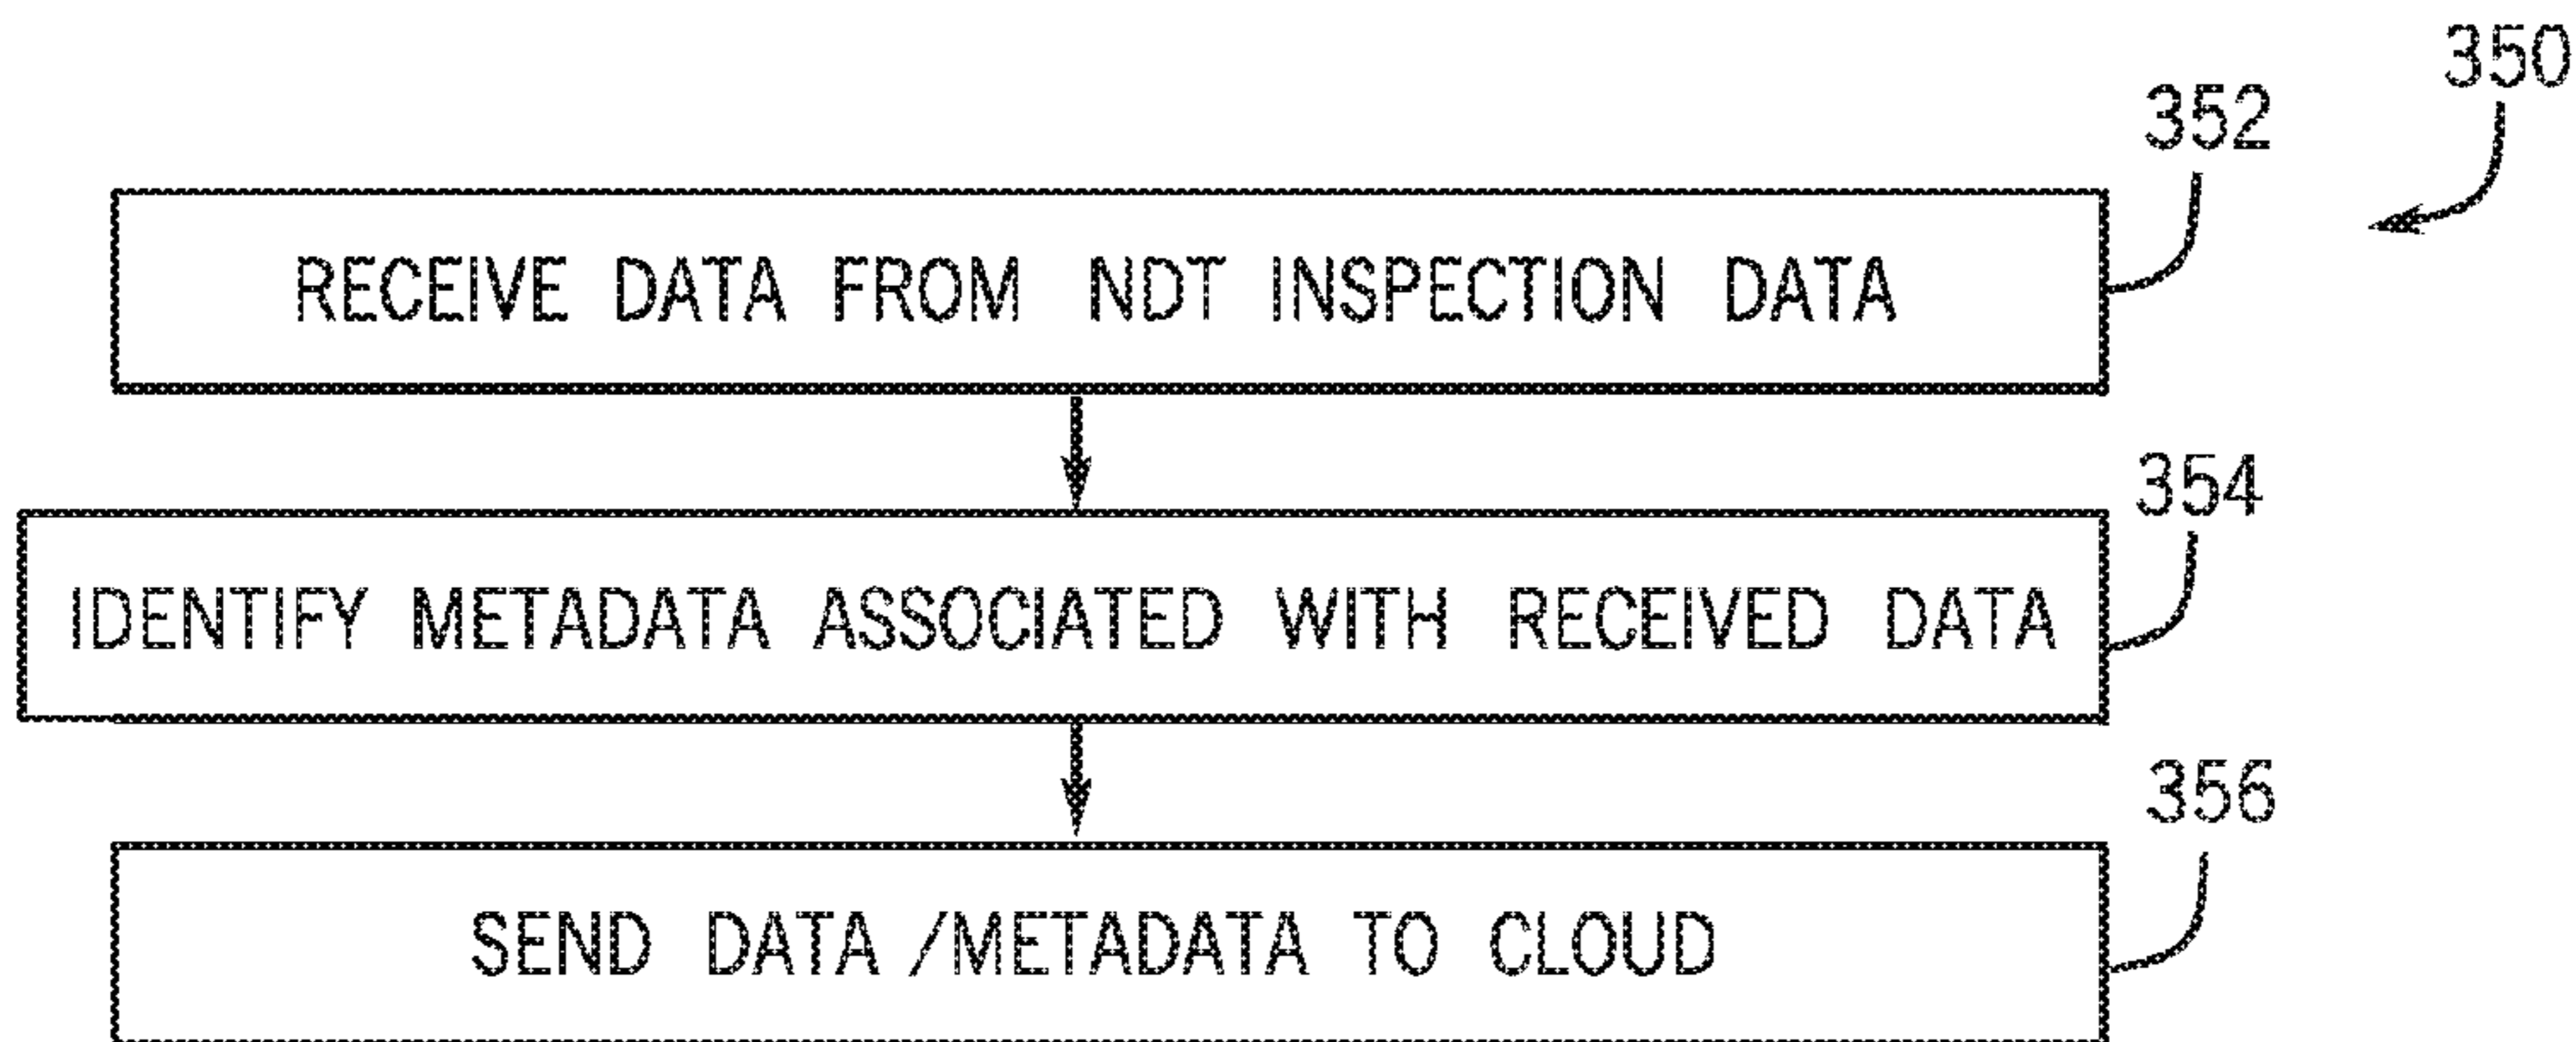 350
352
RECEIVE DATA FROM NDT INSPECTION DATA
354
IDENTIFY METADATA ASSOCIATED WITH RECEIVED DATA
356
SEND DATA /METADATA TO CLOUD